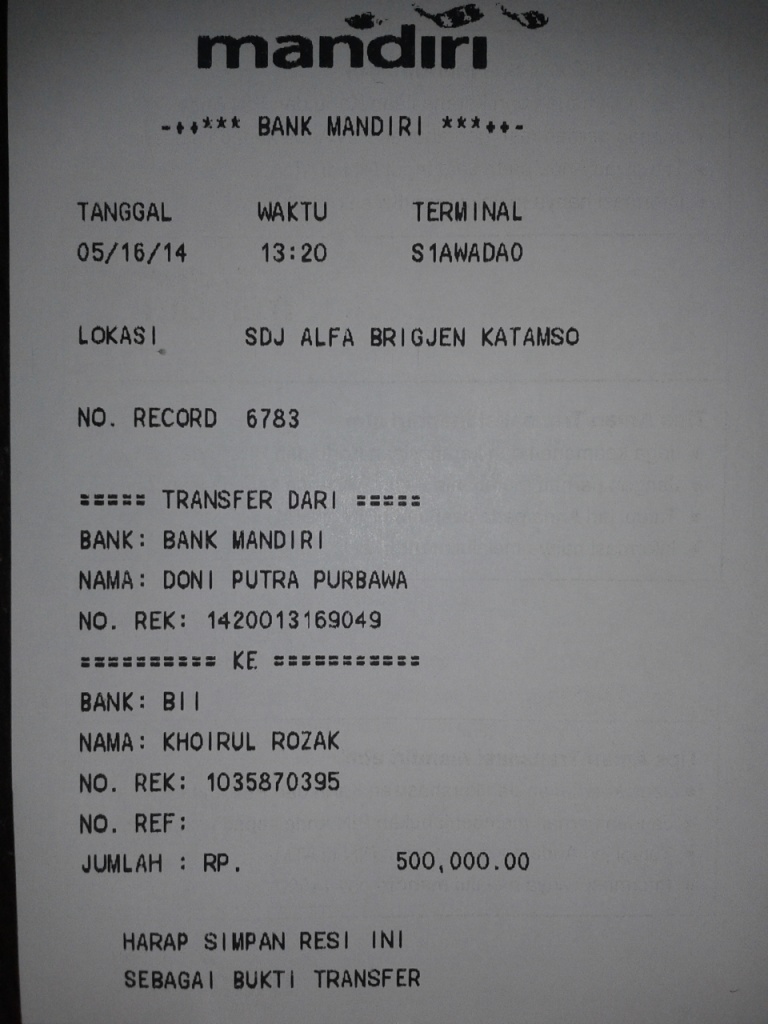 mandiri
-++*** BANK MANDIRI ***++-
TANGGAL WAKTU TERMINAL
05/16/14 13:20 S1AWADAO
LOKASI SDJ ALFA BRIGJEN KATAMSO
NO. RECORD 6783
===== TRANSFER DARI =====
BANK: BANK MANDIRI
NAMA: DONI PUTRA PURBAWA
NO. REK: 1420013169049
========== KE ===========
BANK: BII
NAMA: KHOIRUL ROZAK
NO. REK: 1035870395
NO. REF:
JUMLAH : RP. 500,000.00
HARAP SIMPAN RESI INI
SEBAGAI BUKTI TRANSFER